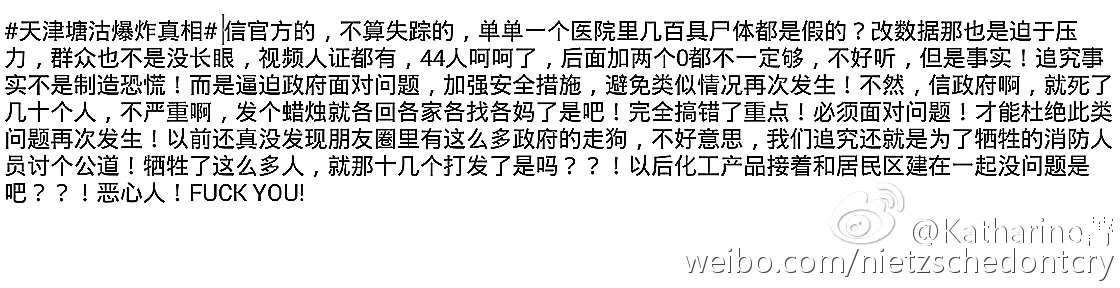 #天津塘沽爆炸真相# 信官方的，不算失踪的，单单一个医院里几百具尸体都是假的？改数据那也是迫于压
力，群众也不是没长眼，视频人证都有，44人呵呵了，后面加两个0都不一定够，不好听，但是事实！追究事
实不是制造恐慌！而是逼迫政府面对问题，加强安全措施，避免类似情况再次发生！不然，信政府啊，就死了
几十个人，不严重啊，发个蜡烛就各回各家各找各妈了是吧！完全搞错了重点！必须面对问题！才能杜绝此类
问题再次发生！以前还真没发现朋友圈里有这么多政府的走狗，不好意思，我们追究还就是为了牺牲的消防人
员讨个公道！牺牲了这么多人，就那十几个打发了是吗？？！以后化工产品接着和居民区建在一起没问题是
吧？？！恶心人！FUCK YOU!
@Katharine菁
weibo.com/nietzschedontcry